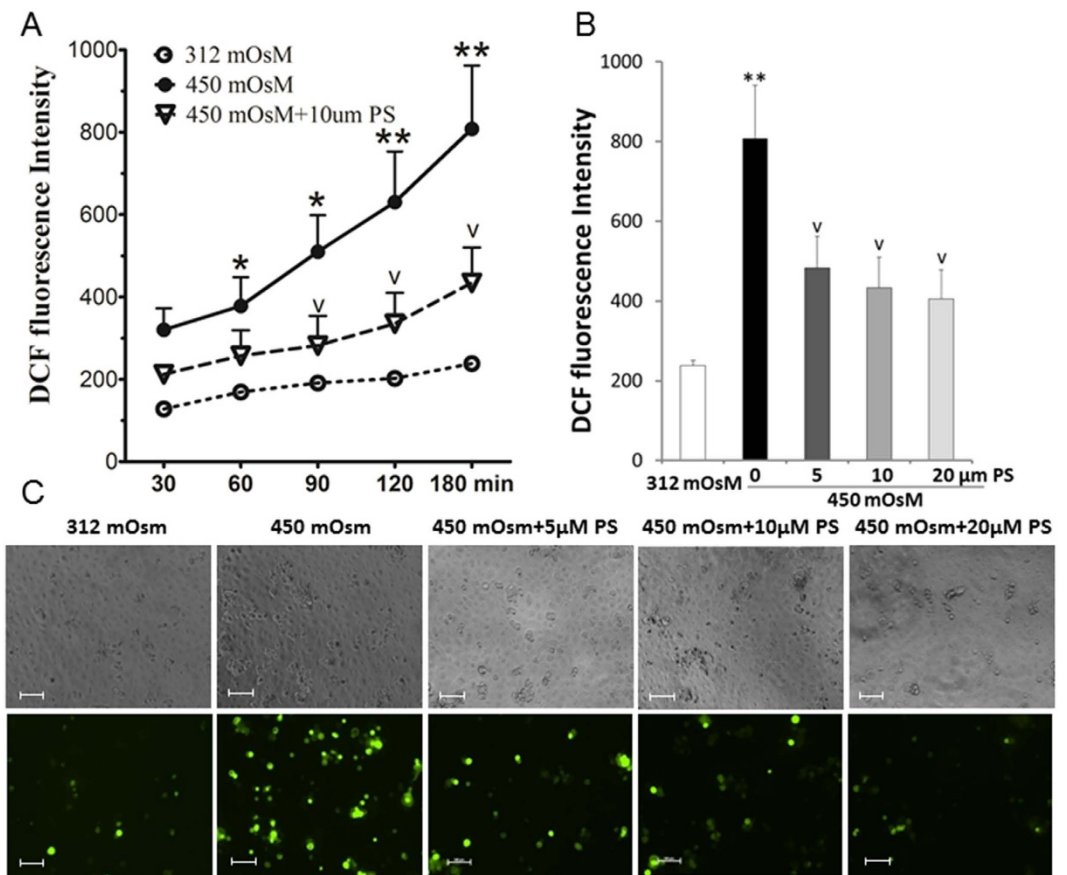 A
DCF fluorescence Intensity
1000
800
600
400
200
0
312 mOsM
450 mOsM
450 mOsM+10um PS
*
*
**
**
v
v
v
30 60 90 120 180 min
B
DCF fluorescence Intensity
1000
800
600
400
200
0
**
v
v
v
312 mOsM 0 5 10 20 µm PS
450 mOsM
C
312 mOsm 450 mOsm 450 mOsm+5µM PS 450 mOsm+10µM PS 450 mOsm+20µM PS